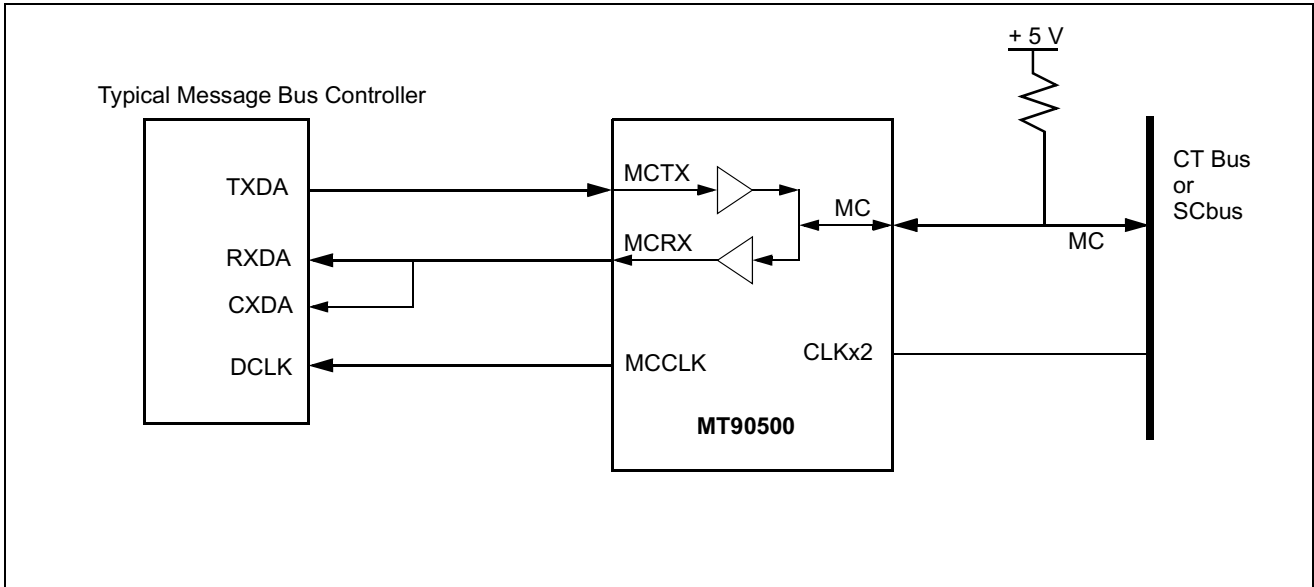 + 5 V
Typical Message Bus Controller
TXDA
MCTX
CT Bus
or
SCbus
MC
MC
RXDA
MCRX
CXDA
DCLK
MCCLK
CLKx2
MT90500